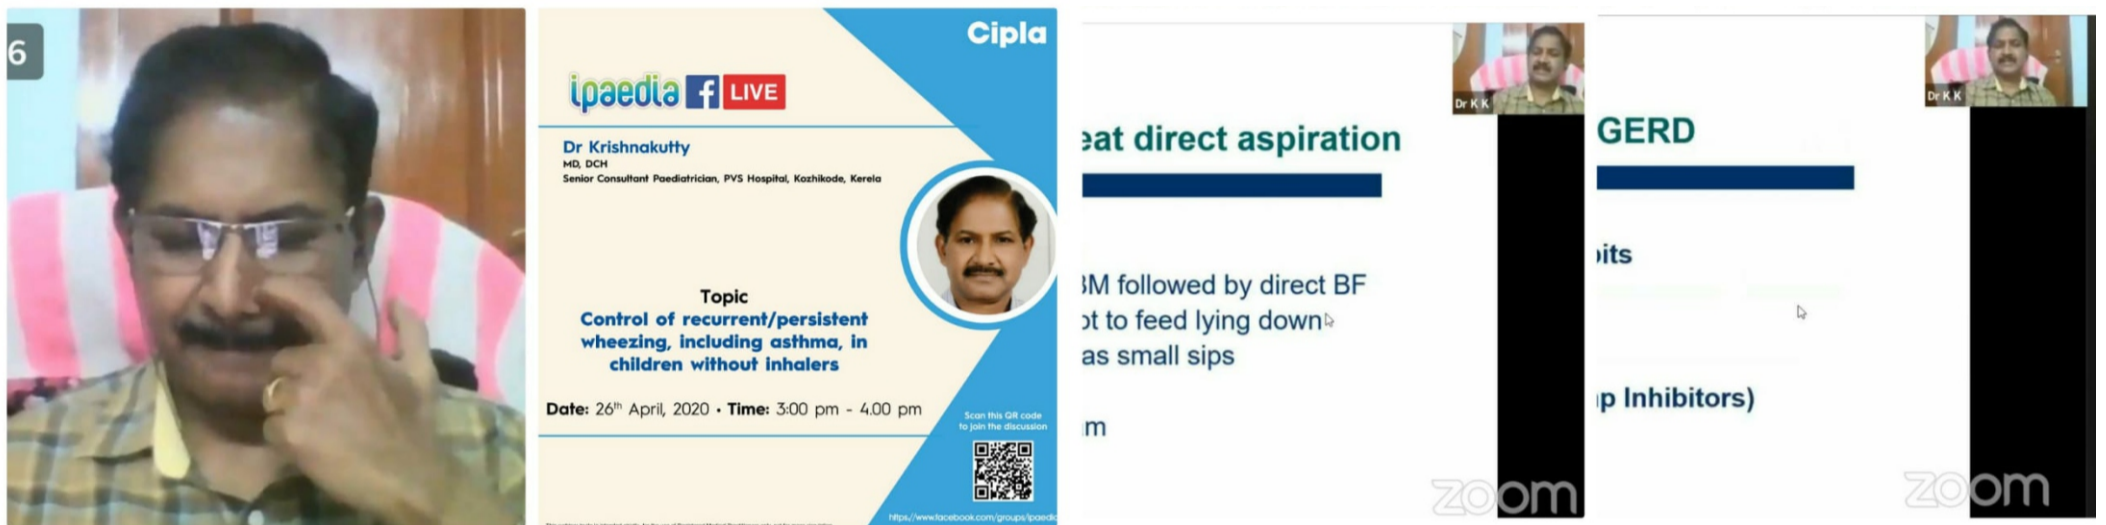 6
Cipla
ipaedia f LIVE
Dr Krishnakutty
MD, DCH
Senior Consultant Paediatrician, PVS Hospital, Kozhikode, Kerela
Topic
Control of recurrent/persistent
wheezing, including asthma, in
children without inhalers
Date: 26th April, 2020 • Time: 3:00 pm - 4.00 pm
Scan this QR code
to join the discussion
https://www.facebook.com/groups/ipaedia
Dr K K
eat direct aspiration
BM followed by direct BF
ot to feed lying down
as small sips
m
zoom
Dr K K
GERD
bits
p Inhibitors)
zoom